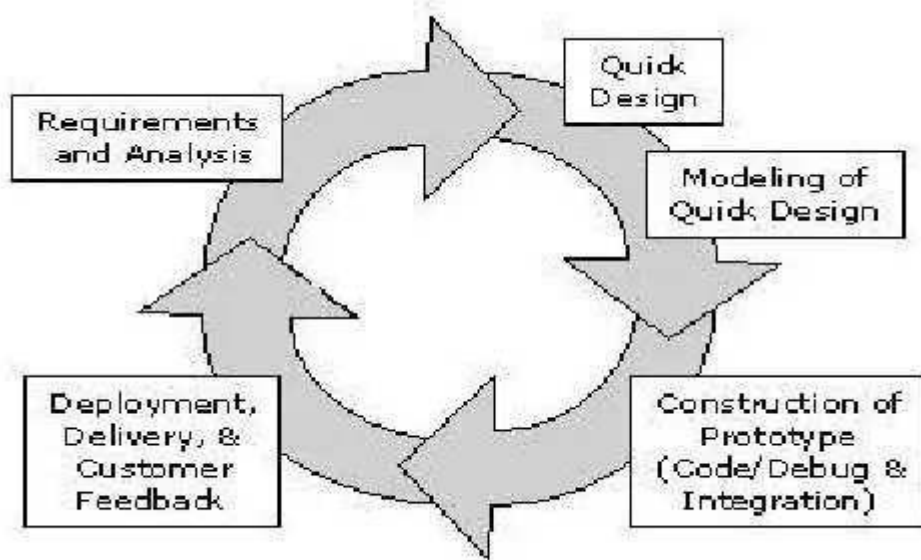 Quick
Design
Requirements
and Analysis
Modeling of
Quick Design
Deployment,
Delivery, &
Customer
Feedback
Construction of
Prototype
(Code/Debug &
Integration)